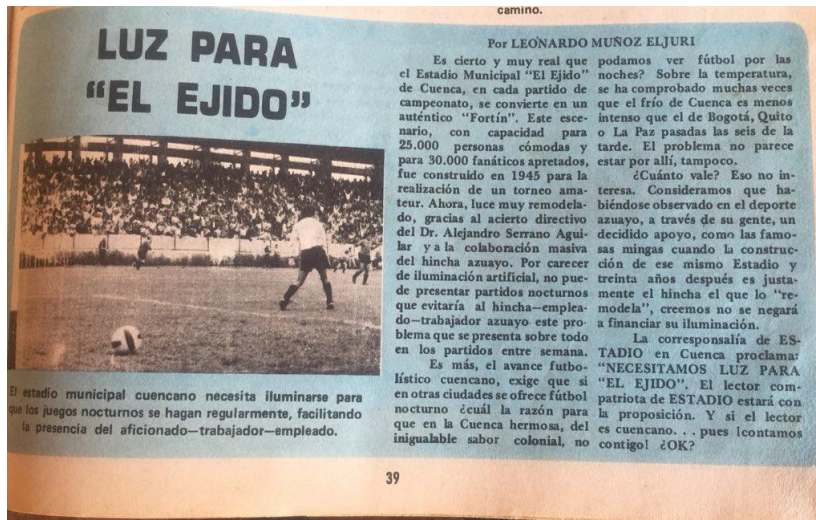 camino.
LUZ PARA
“EL EJIDO”
El estadio municipal cuencano necesita iluminarse para
que los juegos nocturnos se hagan regularmente, facilitando
la presencia del aficionado—trabajador—empleado.
Por LEONARDO MUÑOZ ELJURI
Es cierto y muy real que
el Estadio Municipal “El Ejido”
de Cuenca, en cada partido de
campeonato, se convierte en un
auténtico “Fortín”. Este esce-
nario, con capacidad para
25.000 personas cómodas y
para 30.000 fanáticos apretados,
fue construido en 1945 para la
realización de un torneo ama-
teur. Ahora, luce muy remodela-
do, gracias al acierto directivo
del Dr. Alejandro Serrano Agui-
lar y a la colaboración masiva
del hincha azuayo. Por carecer
de iluminación artificial, no pue-
de presentar partidos nocturnos
que evitaría al hincha—emplea-
do—trabajador azuayo este pro-
blema que se presenta sobre todo
en los partidos entre semana.
Es más, el avance futbo-
lístico cuencano, exige que si
en otras ciudades se ofrece fútbol
nocturno ¿cuál la razón para
que en la Cuenca hermosa, del
inigualable sabor colonial, no
podamos ver fútbol por las
noches? Sobre la temperatura,
se ha comprobado muchas veces
que el frío de Cuenca es menos
intenso que el de Bogotá, Quito
o La Paz pasadas las seis de la
tarde. El problema no parece
estar por allí, tampoco.
¿Cuánto vale? Eso no in-
teresa. Consideramos que ha-
biéndose observado en el deporte
azuayo, a través de su gente, un
decidido apoyo, como las famo-
sas mingas cuando la construc-
ción de ese mismo Estadio y
treinta años después es justa-
mente el hincha el que lo “re-
modela”, creemos no se negará
a financiar su iluminación.
La corresponsalía de ES-
TADIO en Cuenca proclama:
“NECESITAMOS LUZ PARA
“EL EJIDO”. El lector com-
patriota de ESTADIO estará con
la proposición. Y si el lector
es cuencano. . . pues ¡contamos
contigo! ¿OK?
39